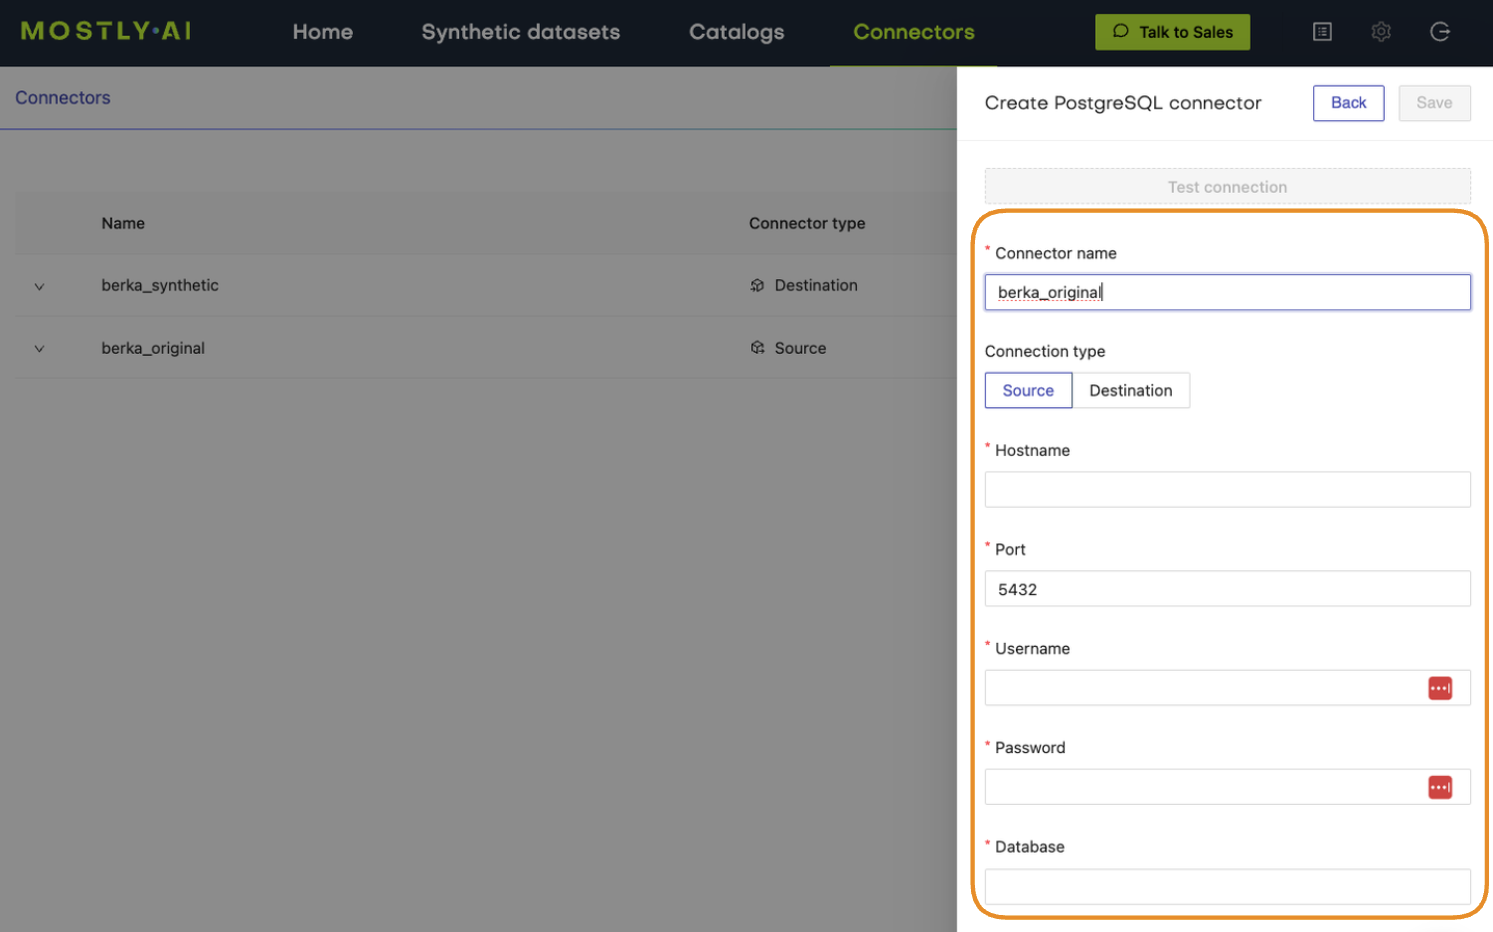 MOSTLY·AI Home Synthetic datasets Catalogs Connectors Talk to Sales
Connectors
Name Connector type
berka_synthetic Destination
berka_original Source
Create PostgreSQL connector Back Save
Test connection
* Connector name
berka_original
Connection type
Source Destination
* Hostname
* Port
5432
* Username
* Password
* Database